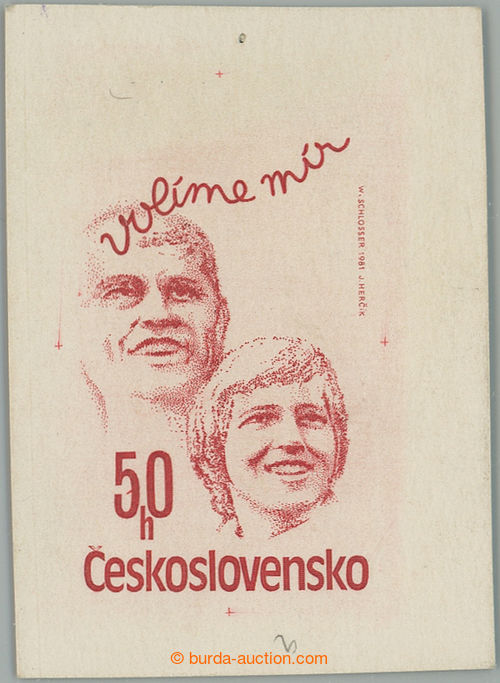 volíme mír
W. SCHLOSSER 1981 J. HERČÍK
50
h
Československo
© burda-auction.com